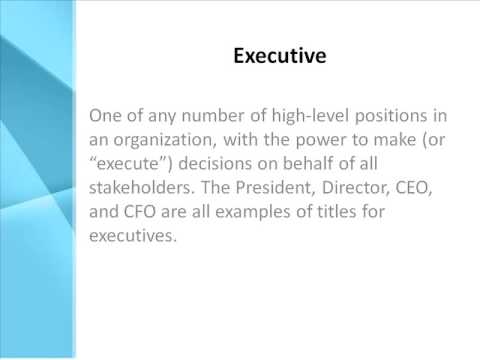 Executive
One of any number of high-level positions in
an organization, with the power to make (or
“execute”) decisions on behalf of all
stakeholders. The President, Director, CEO,
and CFO are all examples of titles for
executives.